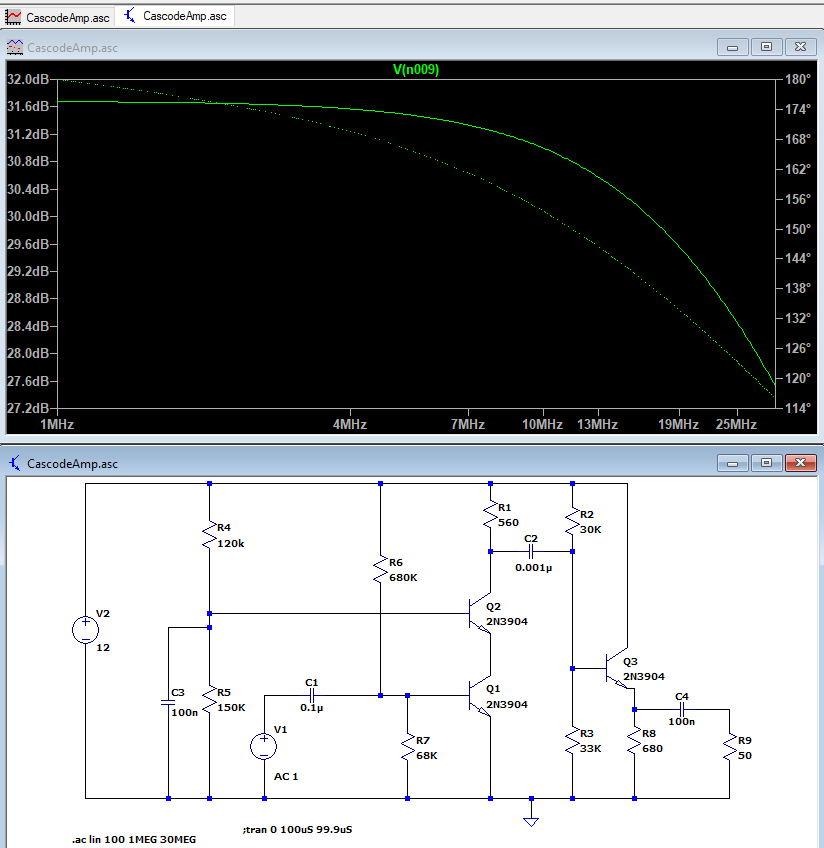 CascodeAmp.asc
CascodeAmp.asc
CascodeAmp.asc
V(n009)
32.0dB
31.6dB
31.2dB
30.8dB
30.4dB
30.0dB
29.6dB
29.2dB
28.8dB
28.4dB
28.0dB
27.6dB
27.2dB
180°
174°
168°
162°
156°
150°
144°
138°
132°
126°
120°
114°
1MHz 4MHz 7MHz 10MHz 13MHz 19MHz 25MHz
CascodeAmp.asc
R4
120k
R6
680K
R1
560
R2
30K
C2
0.001µ
V2
12
Q2
2N3904
C3
100n
R5
150K
C1
0.1µ
V1
AC 1
R7
68K
Q1
2N3904
Q3
2N3904
C4
100n
R3
33K
R8
680
R9
50
.ac lin 100 1MEG 30MEG
;tran 0 100uS 99.9uS